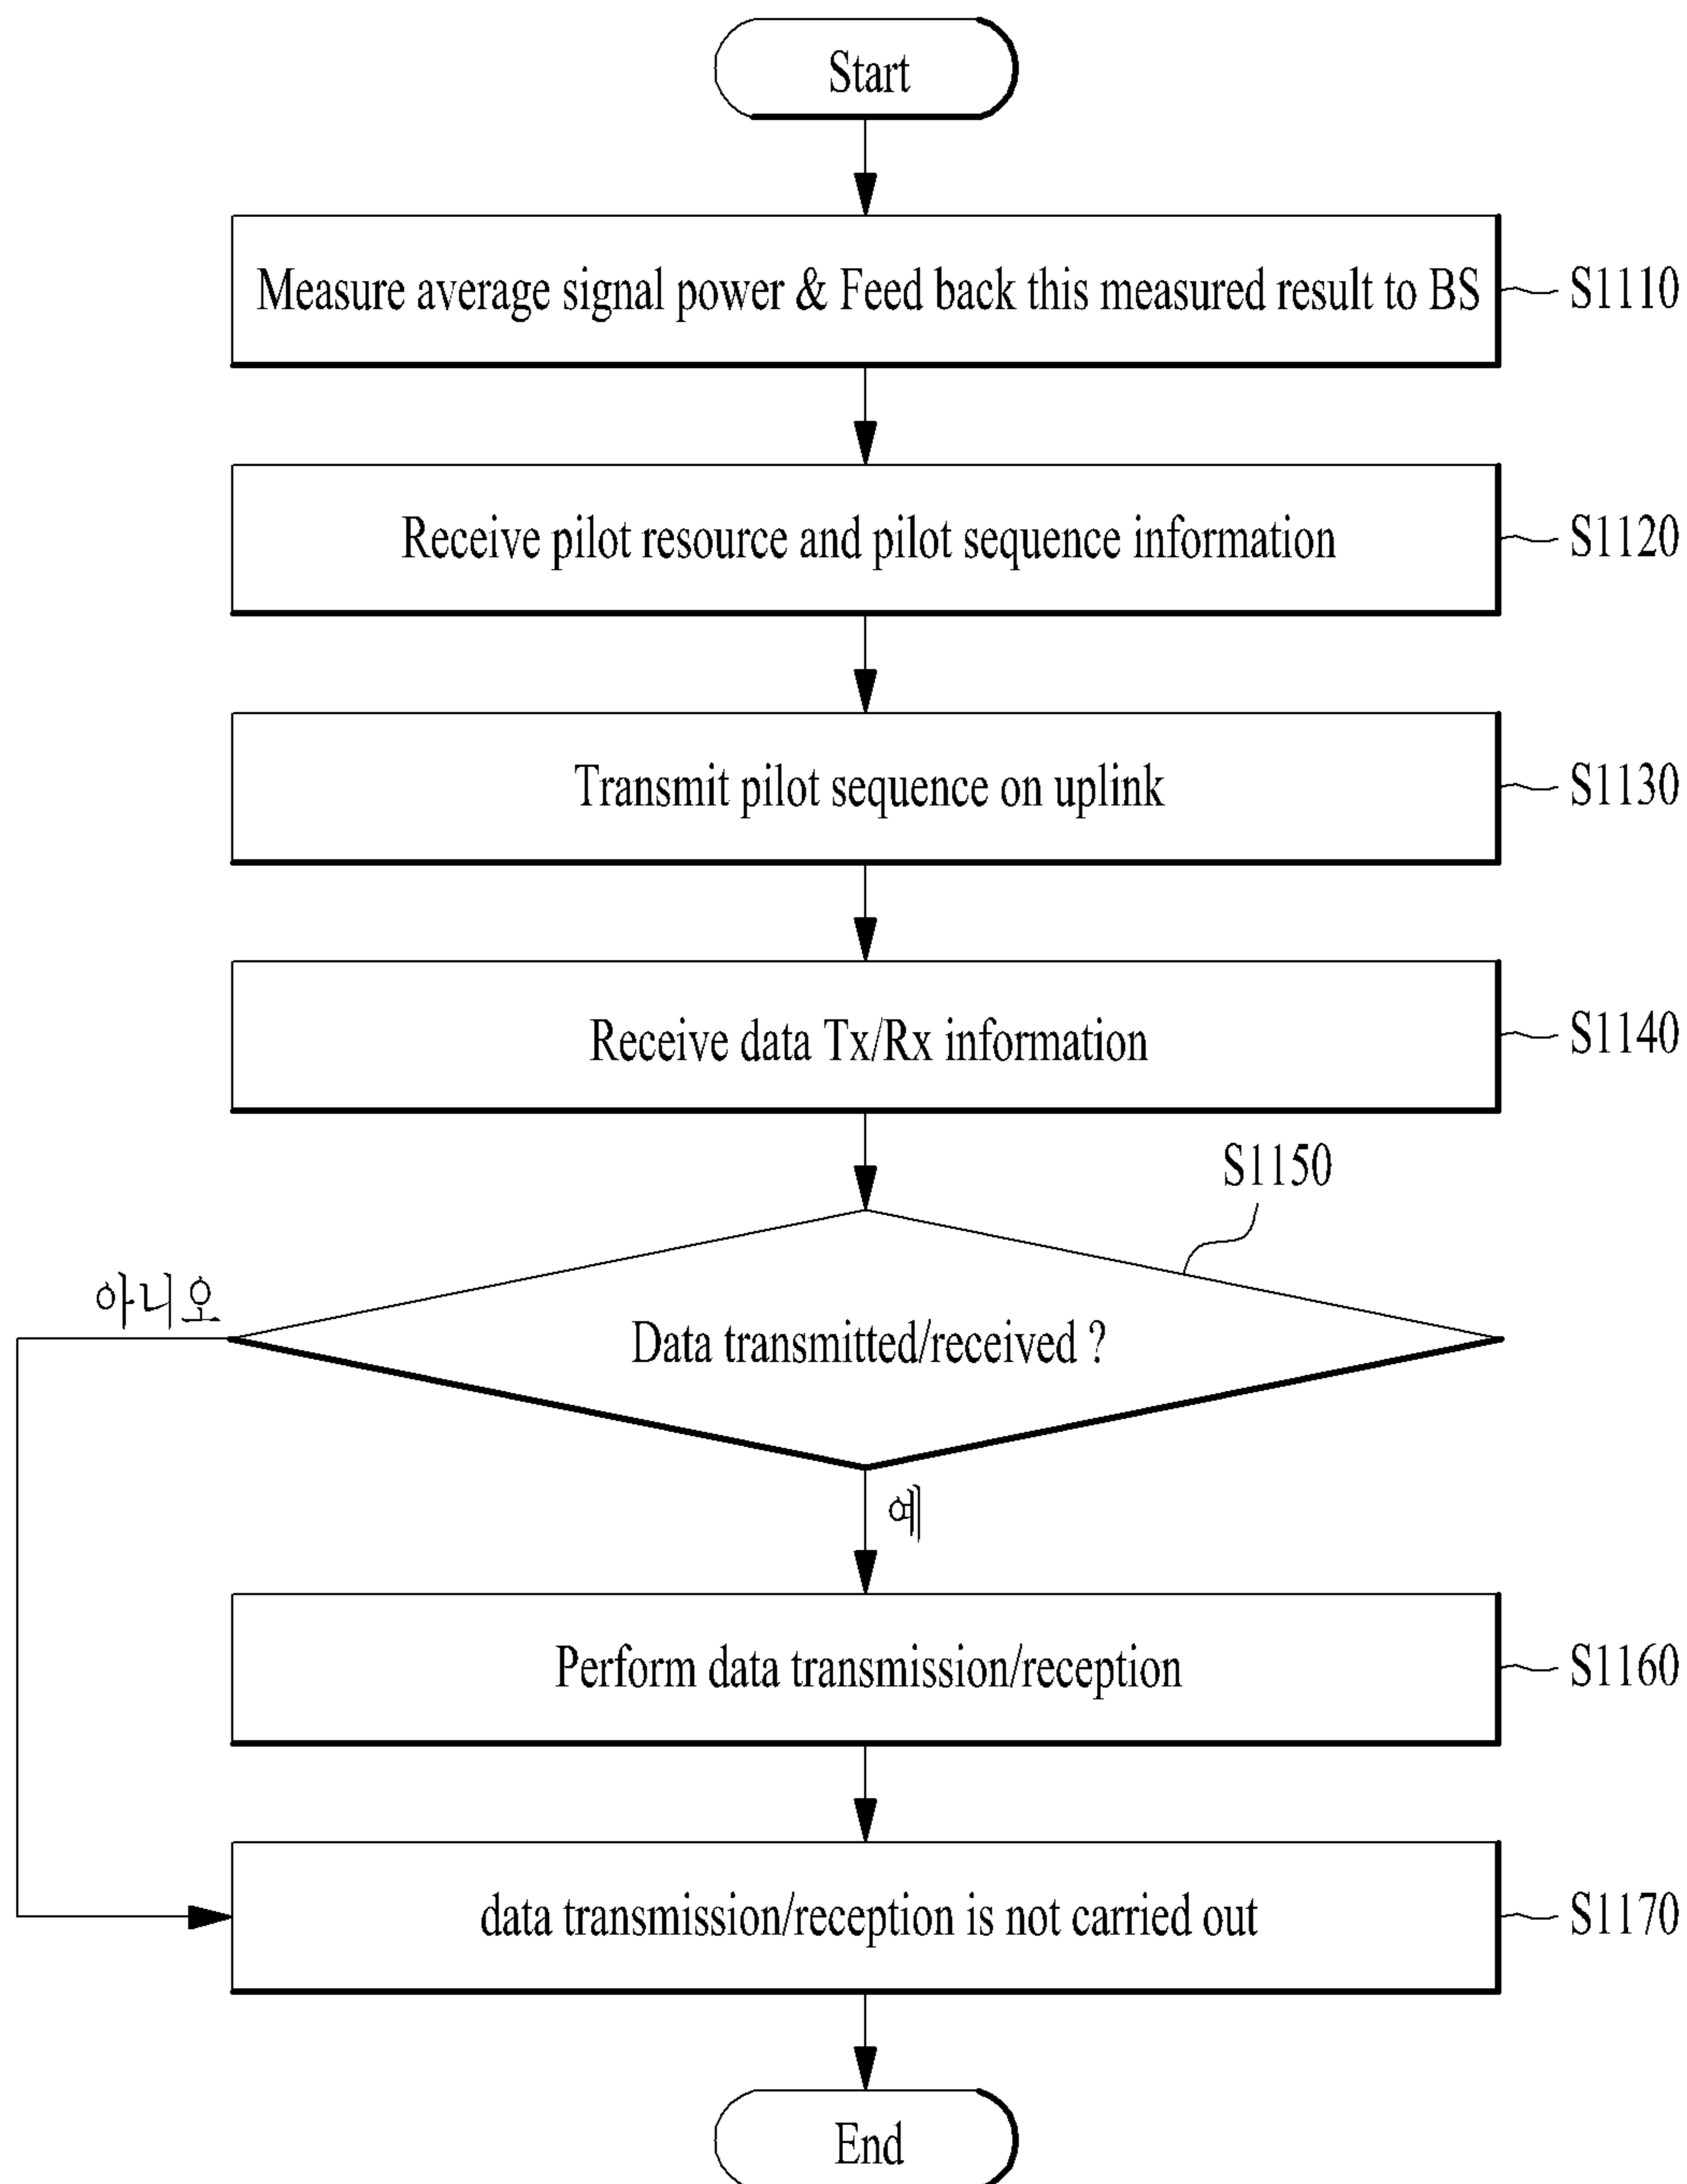 Start
Measure average signal power & Feed back this measured result to BS
S1110
Receive pilot resource and pilot sequence information
S1120
Transmit pilot sequence on uplink
S1130
Receive data Tx/Rx information
S1140
S1150
아니오
Data transmitted/received ?
예
Perform data transmission/reception
S1160
data transmission/reception is not carried out
S1170
End